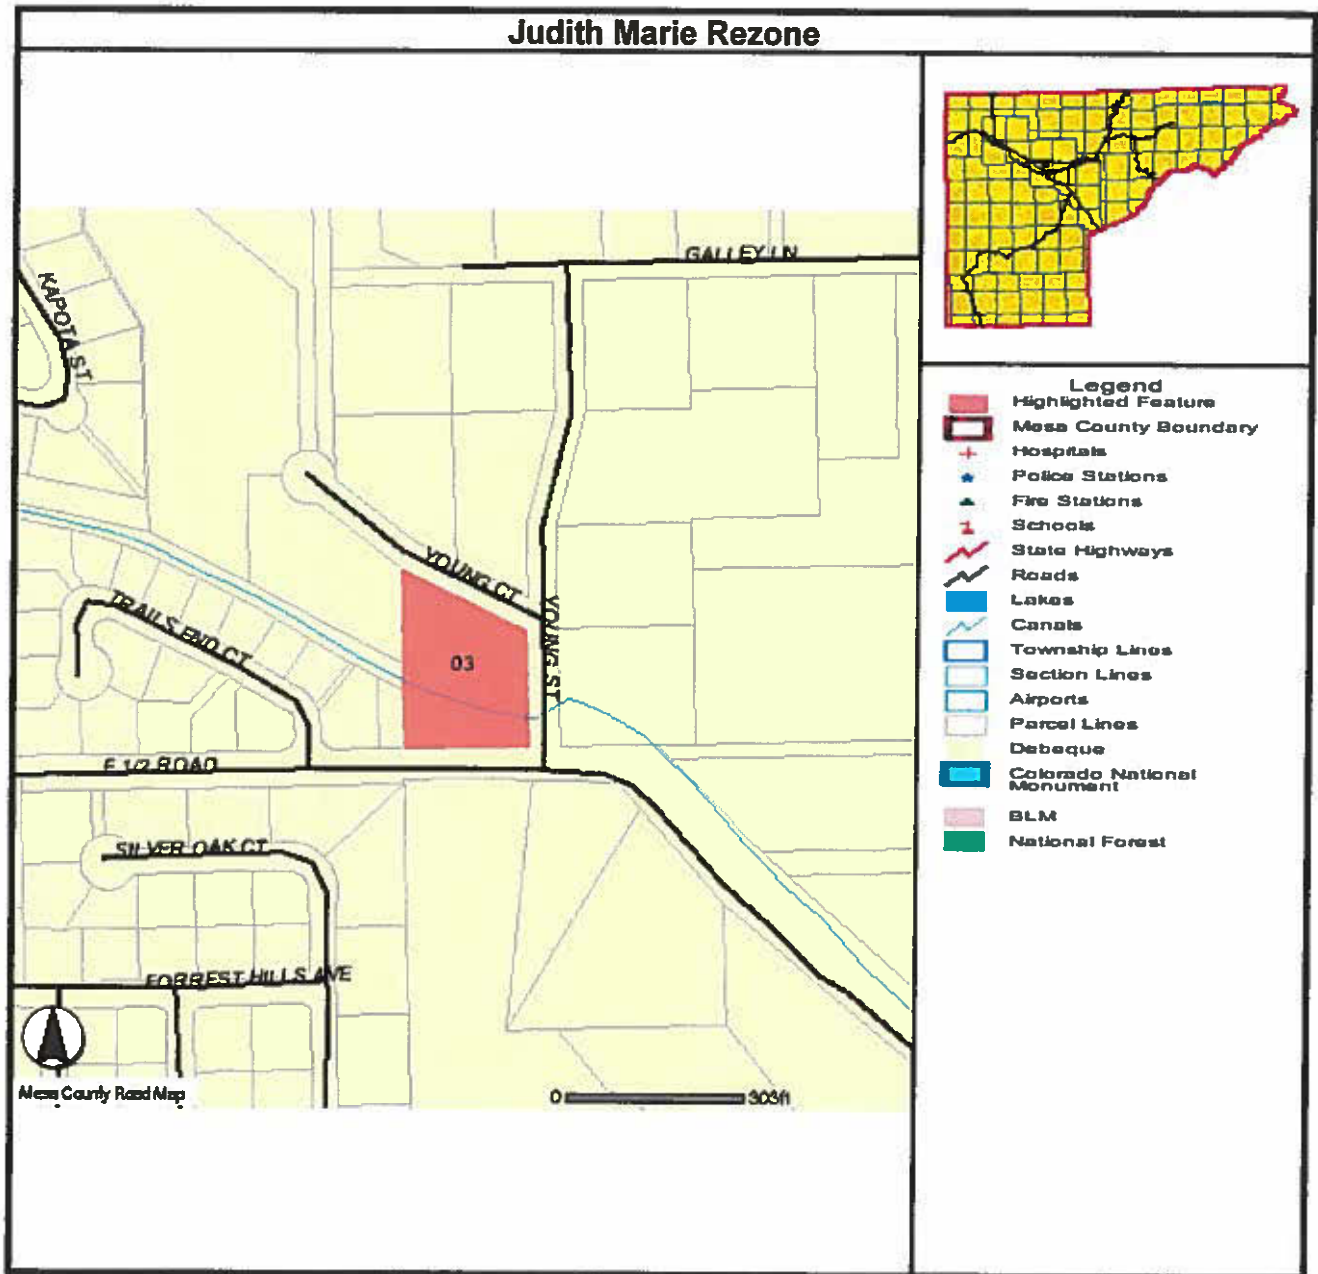 Judith Marie Rezone
GALLEY LN
KAPOTA ST
YOUNG CT
YOUNG ST
TRAILS END CT
03
F 1/2 ROAD
SILVER OAK CT
FORREST HILLS AVE
Mesa County Road Map
0 303ft
Legend
Highlighted Feature
Mesa County Boundary
Hospitals
Police Stations
Fire Stations
Schools
State Highways
Roads
Lakes
Canals
Township Lines
Section Lines
Airports
Parcel Lines
Debeque
Colorado National
Monument
BLM
National Forest